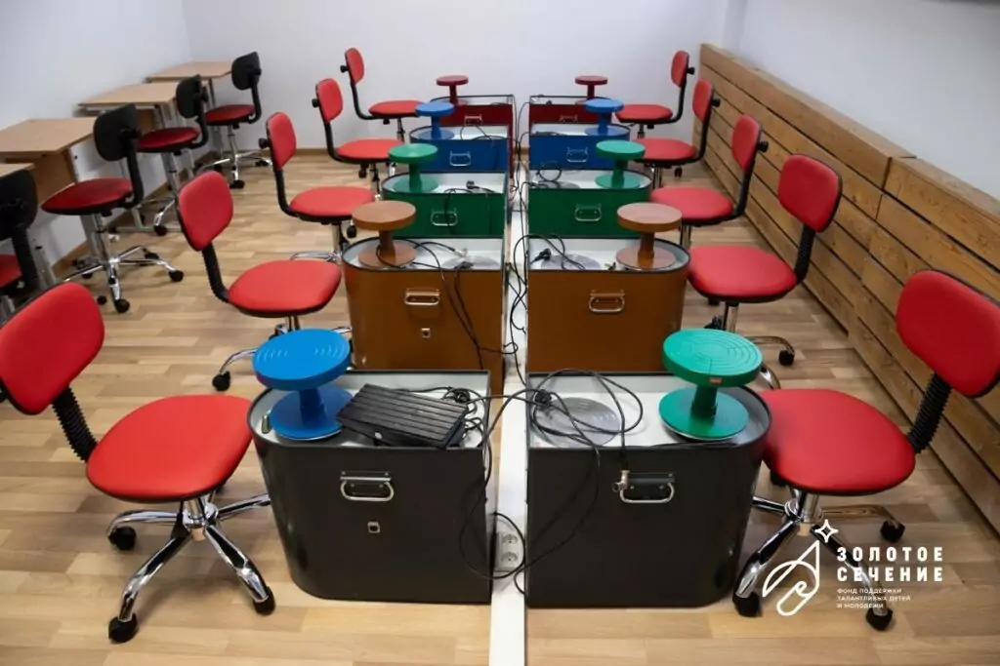 ЗОЛОТОЕ
СЕЧЕНИЕ
ФОНД ПОДДЕРЖКИ
ТАЛАНТЛИВЫХ ДЕТЕЙ
И МОЛОДЕЖИ